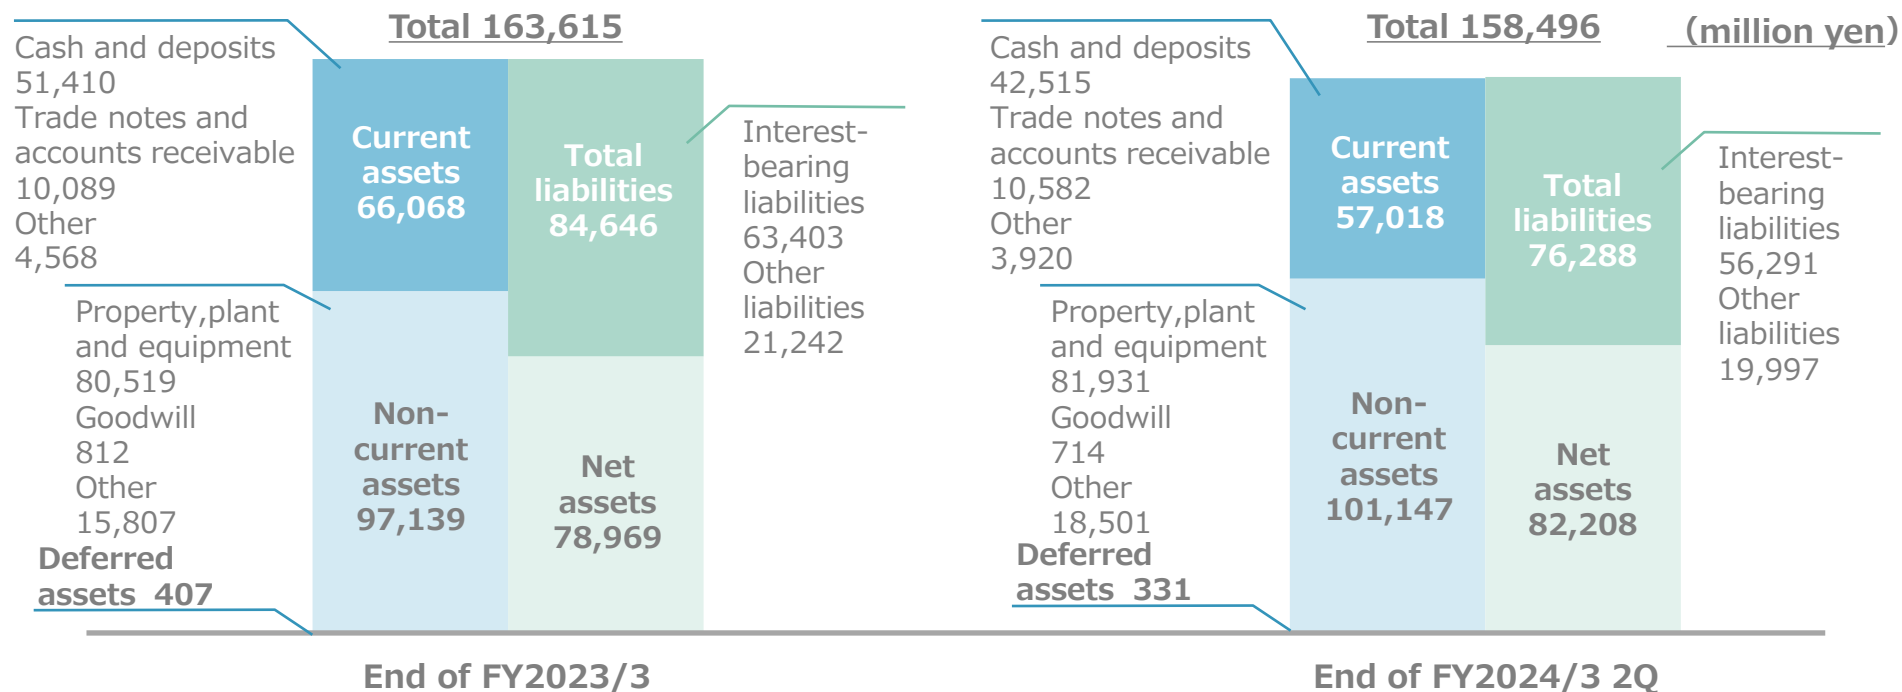 Total 163,615
Cash and deposits
51,410
Trade notes and
accounts receivable
10,089
Other
4,568
Current
assets
66,068
Total
liabilities
84,646
Interest-
bearing
liabilities
63,403
Other
liabilities
21,242
Property,plant
and equipment
80,519
Goodwill
812
Other
15,807
Non-
current
assets
97,139
Net
assets
78,969
Deferred
assets 407
End of FY2023/3
Total 158,496
(million yen)
Cash and deposits
42,515
Trade notes and
accounts receivable
10,582
Other
3,920
Current
assets
57,018
Total
liabilities
76,288
Interest-
bearing
liabilities
56,291
Other
liabilities
19,997
Property,plant
and equipment
81,931
Goodwill
714
Other
18,501
Non-
current
assets
101,147
Net
assets
82,208
Deferred
assets 331
End of FY2024/3 2Q